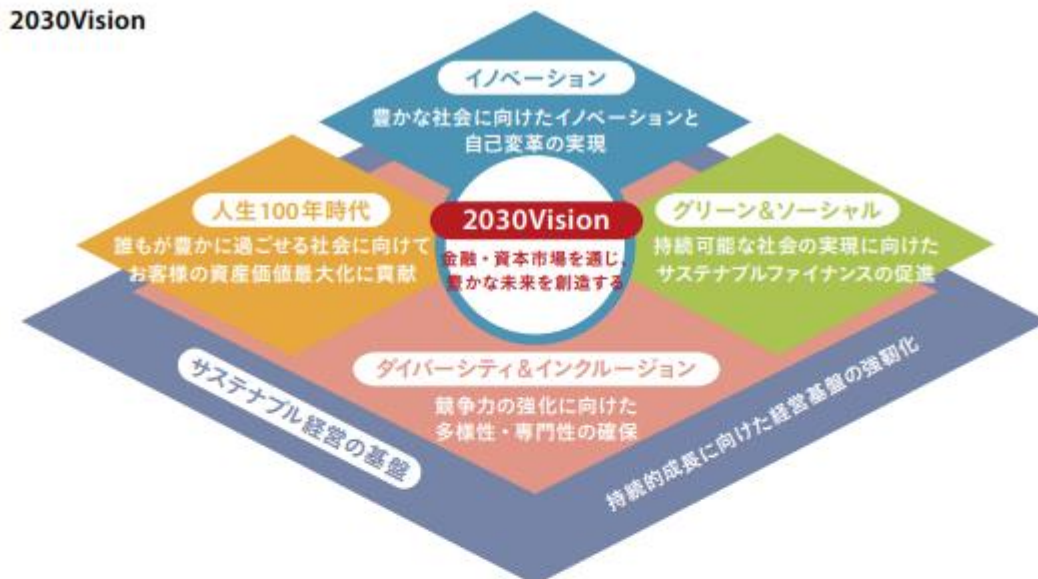 2030Vision
イノベーション
豊かな社会に向けたイノベーションと
自己変革の実現
人生100年時代
誰もが豊かに過ごせる社会に向けて
お客様の資産価値最大化に貢献
2030Vision
金融・資本市場を通じ、
豊かな未来を創造する
グリーン&ソーシャル
持続可能な社会の実現に向けた
サステナブルファイナンスの促進
ダイバーシティ&インクルージョン
競争力の強化に向けた
多様性・専門性の確保
サステナブル経営の基盤
持続的成長に向けた経営基盤の強靭化